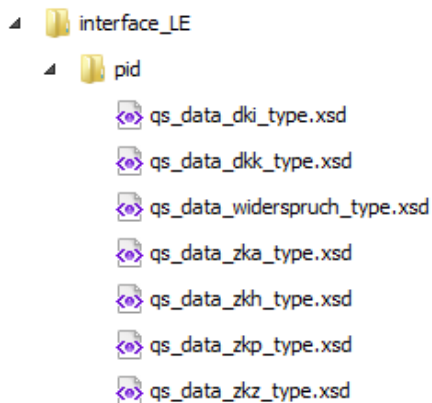 interface_LE
pid
qs_data_dki_type.xsd
qs_data_dkk_type.xsd
qs_data_widerspruch_type.xsd
qs_data_zka_type.xsd
qs_data_zkh_type.xsd
qs_data_zkp_type.xsd
qs_data_zkz_type.xsd